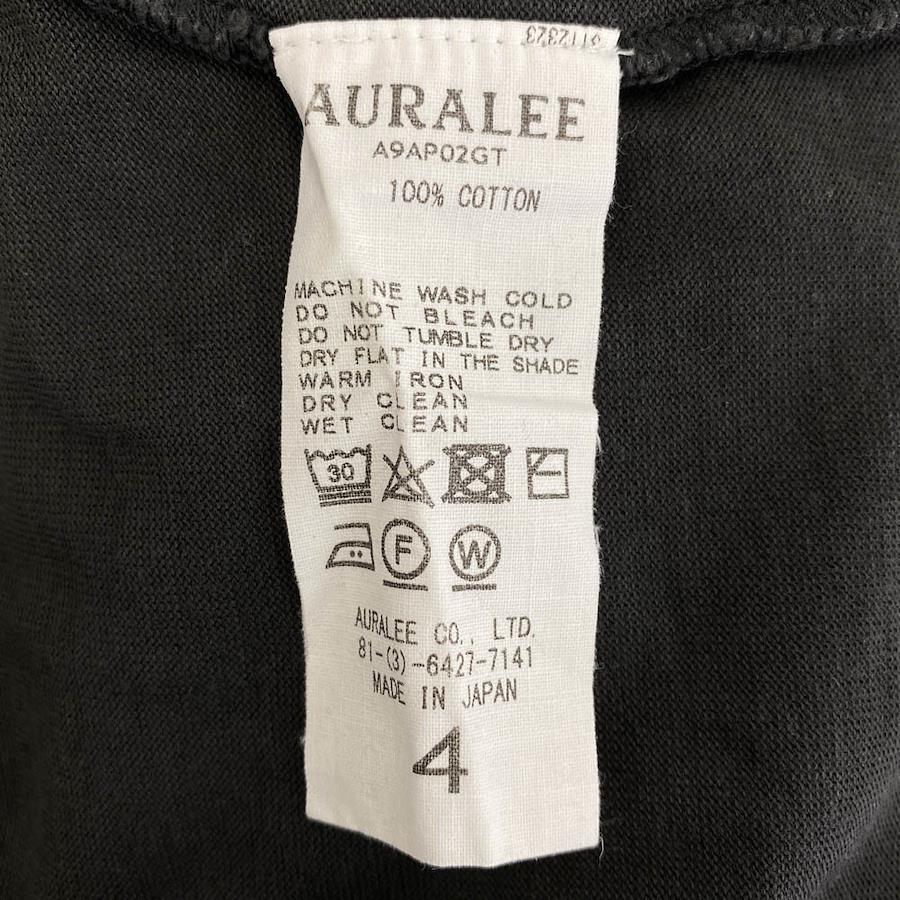 3112323
AURALEE
A9AP02GT
100% COTTON
MACHINE WASH COLD
DO NOT BLEACH
DO NOT TUMBLE DRY
DRY FLAT IN THE SHADE
WARM IRON
DRY CLEAN
WET CLEAN
30
F
W
AURALEE CO., LTD.
81-(3)-6427-7141
MADE IN JAPAN
4